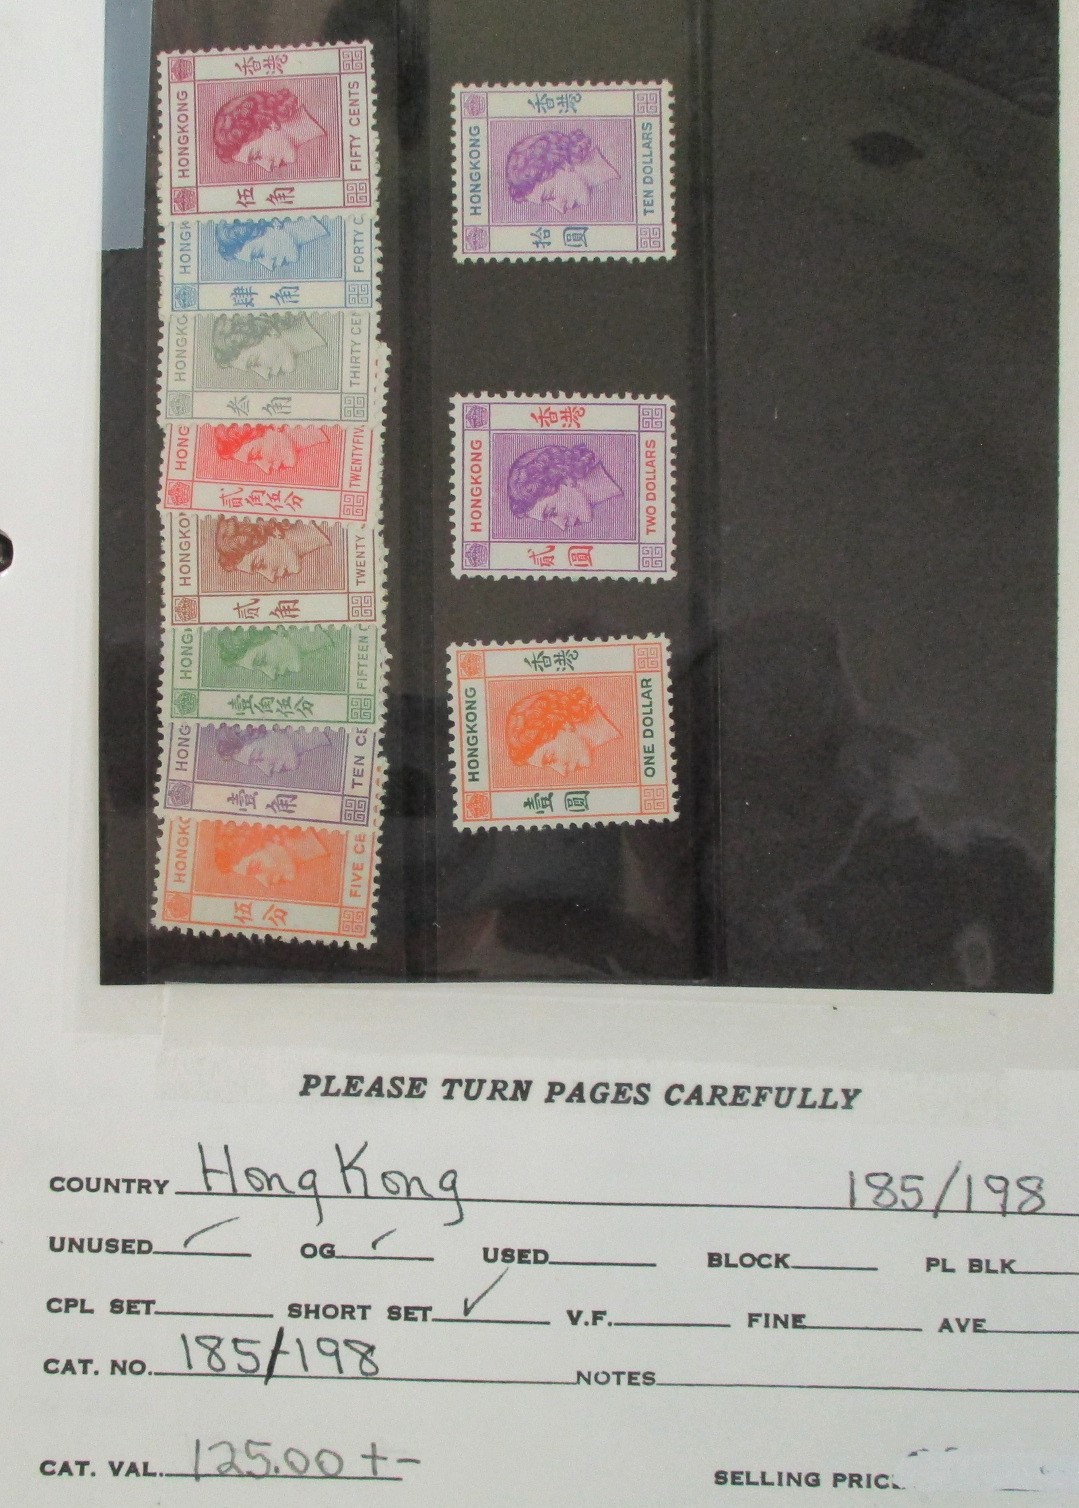 香港
HONGKONG
FIFTY CENTS
伍角
HONGK
FORTY C
肆角
HONGKO
THIRTY CE
叁角
HONG
TWENTYFIV
貳角伍分
HONGKO
TWENTY
貳角
HONG
FIFTEEN C
壹角伍分
HONG
TEN CE
壹角
HONGKO
FIVE CE
伍分
香港
HONGKONG
TEN DOLLARS
拾圓
香港
HONGKONG
TWO DOLLARS
貳圓
香港
HONGKONG
ONE DOLLAR
壹圓
PLEASE TURN PAGES CAREFULLY
COUNTRY Hong Kong 185/198
UNUSED OG USED BLOCK PL BLK
CPL SET SHORT SET ✓ V.F. FINE AVE
CAT. NO. 185/198 NOTES
CAT. VAL. 125.00 +- SELLING PRIC